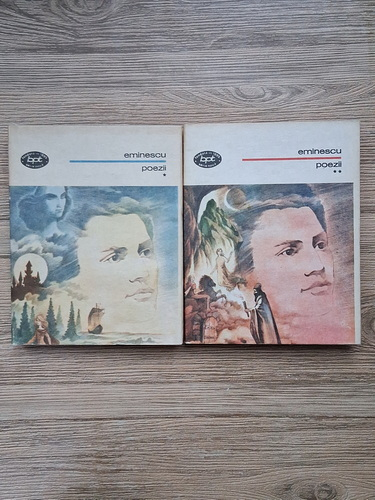 bpt
eminescu
poezii
*
bpt
eminescu
poezii
**